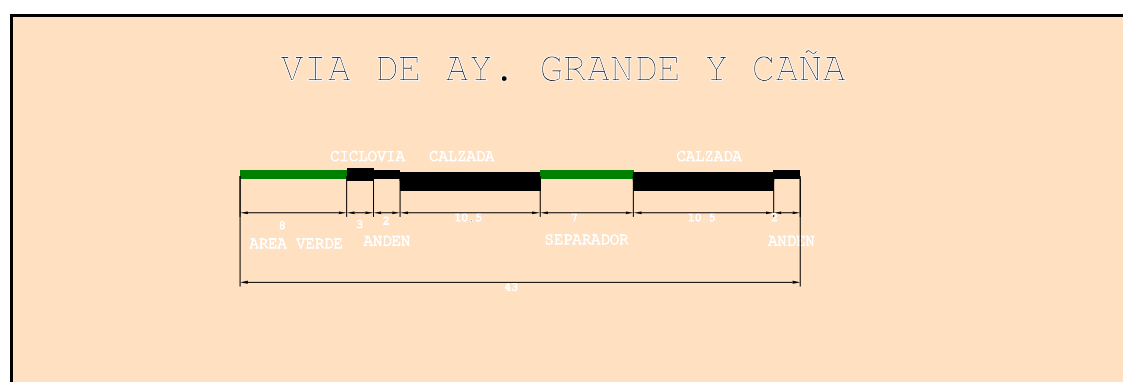 VIA DE AY. GRANDE Y CAÑA
CICLOVIA CALZADA CALZADA
8 3 2 10.5 7 10 5 2
AREA VERDE ANDEN SEPARADOR ANDEN
43